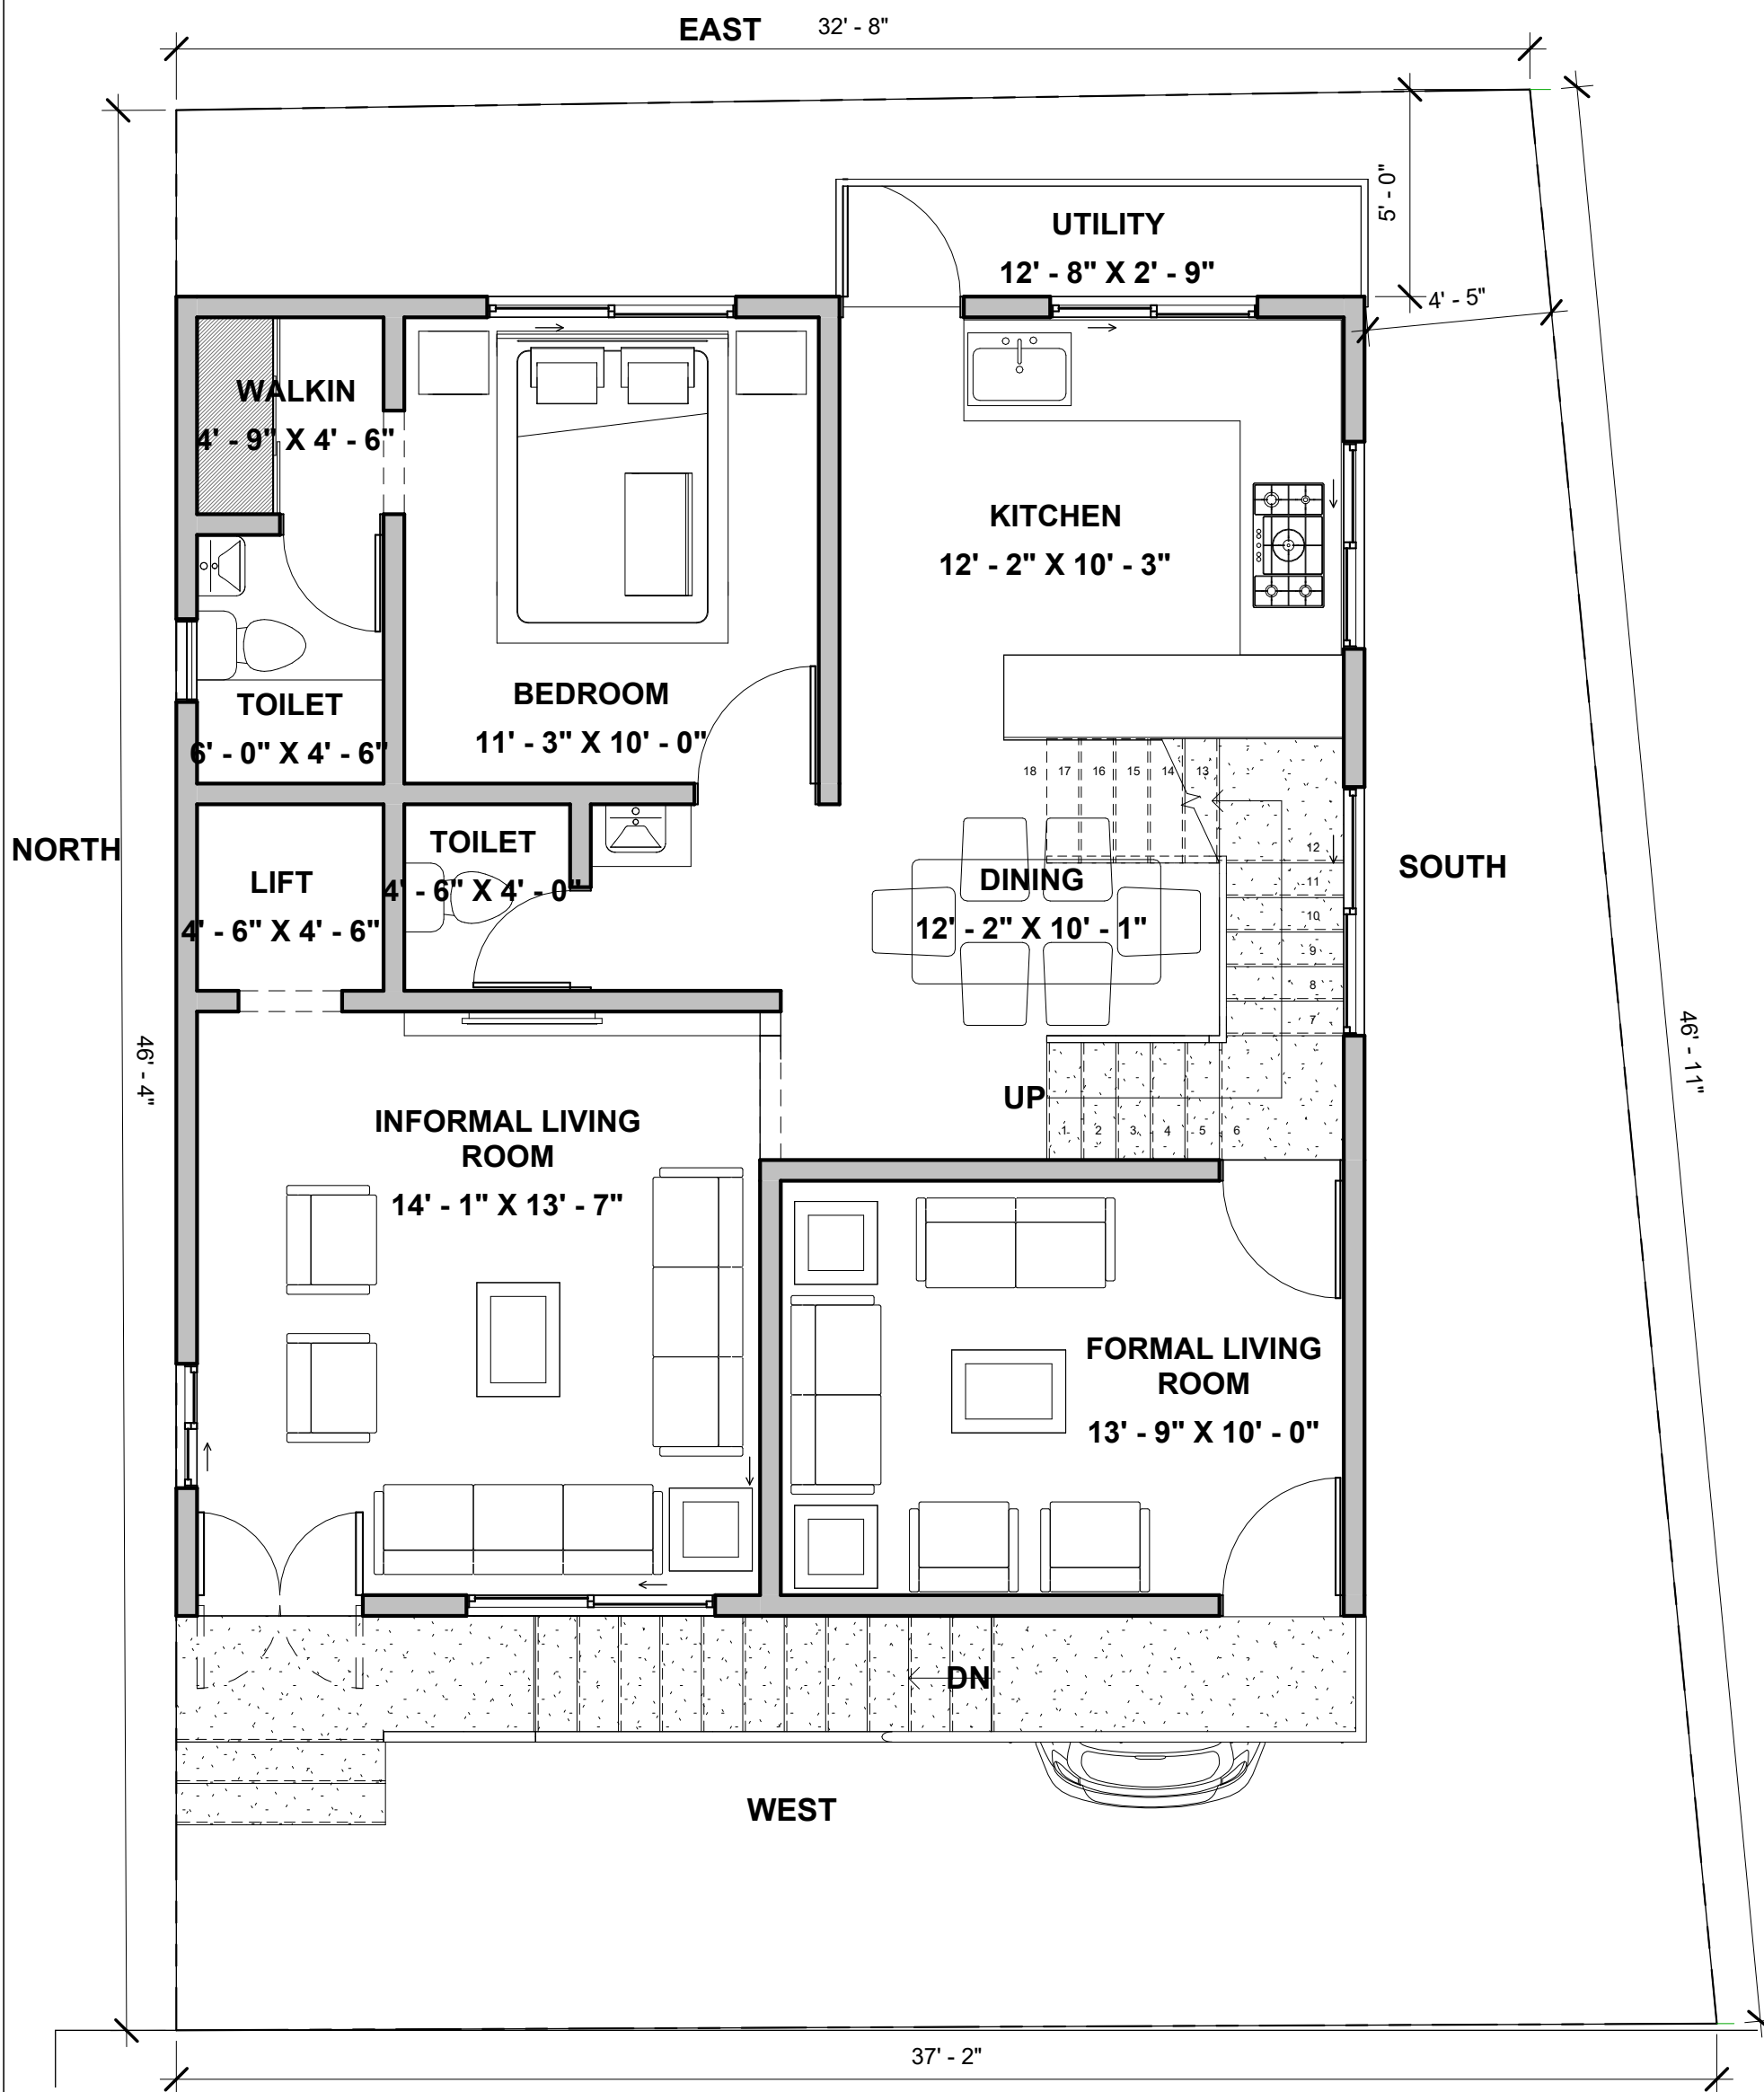 EAST 32' - 8"
5' - 0"
UTILITY
12' - 8" X 2' - 9"
4' - 5"
WALKIN
4' - 9" X 4' - 6"
KITCHEN
12' - 2" X 10' - 3"
TOILET
6' - 0" X 4' - 6"
BEDROOM
11' - 3" X 10' - 0"
18 17 16 15 14 13
NORTH
TOILET
4' - 6" X 4' - 0"
LIFT
4' - 6" X 4' - 6"
DINING
12' - 2" X 10' - 1"
12
11
10
9
8
7
SOUTH
46' - 4"
46' - 11"
UP
1 2 3 4 5 6
INFORMAL LIVING
ROOM
14' - 1" X 13' - 7"
FORMAL LIVING
ROOM
13' - 9" X 10' - 0"
DN
WEST
37' - 2"